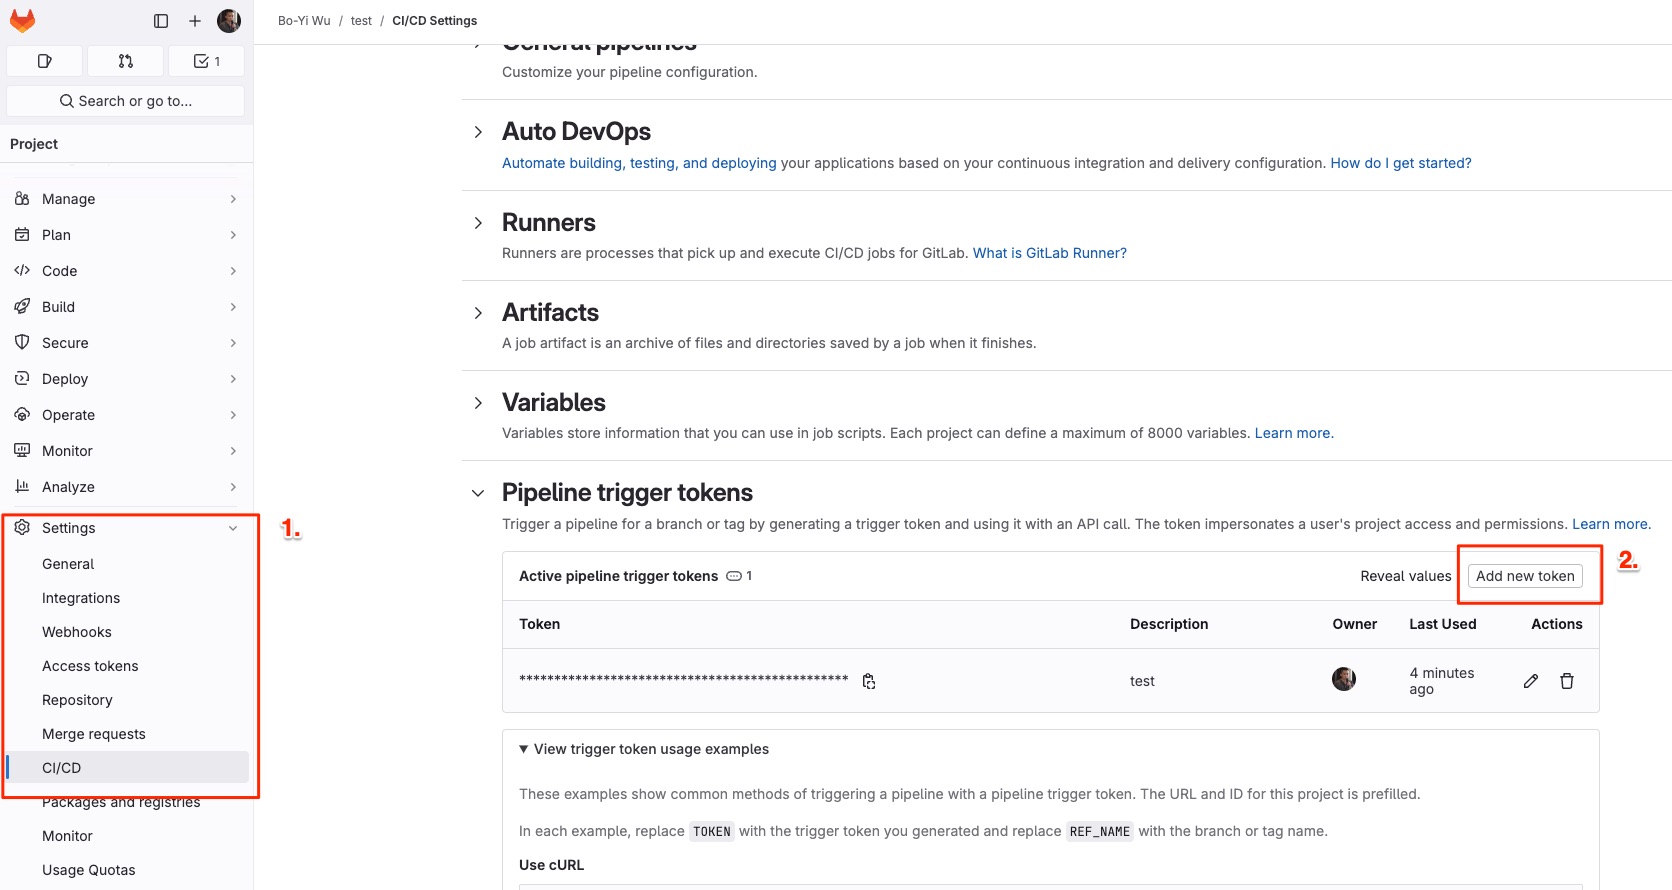 Bo-Yi Wu / test / CI/CD Settings
1
Search or go to...
Project
Manage
Plan
Code
Build
Secure
Deploy
Operate
Monitor
Analyze
Settings
General
Integrations
Webhooks
Access tokens
Repository
Merge requests
CI/CD
Packages and registries
Monitor
Usage Quotas
1.
General pipelines
Customize your pipeline configuration.
Auto DevOps
Automate building, testing, and deploying your applications based on your continuous integration and delivery configuration. How do I get started?
Runners
Runners are processes that pick up and execute CI/CD jobs for GitLab. What is GitLab Runner?
Artifacts
A job artifact is an archive of files and directories saved by a job when it finishes.
Variables
Variables store information that you can use in job scripts. Each project can define a maximum of 8000 variables. Learn more.
Pipeline trigger tokens
Trigger a pipeline for a branch or tag by generating a trigger token and using it with an API call. The token impersonates a user's project access and permissions. Learn more.
Active pipeline trigger tokens 1 Reveal values Add new token
2.
Token Description Owner Last Used Actions
*********************************************** test 4 minutes
ago
▼ View trigger token usage examples
These examples show common methods of triggering a pipeline with a pipeline trigger token. The URL and ID for this project is prefilled.
In each example, replace TOKEN with the trigger token you generated and replace REF_NAME with the branch or tag name.
Use cURL